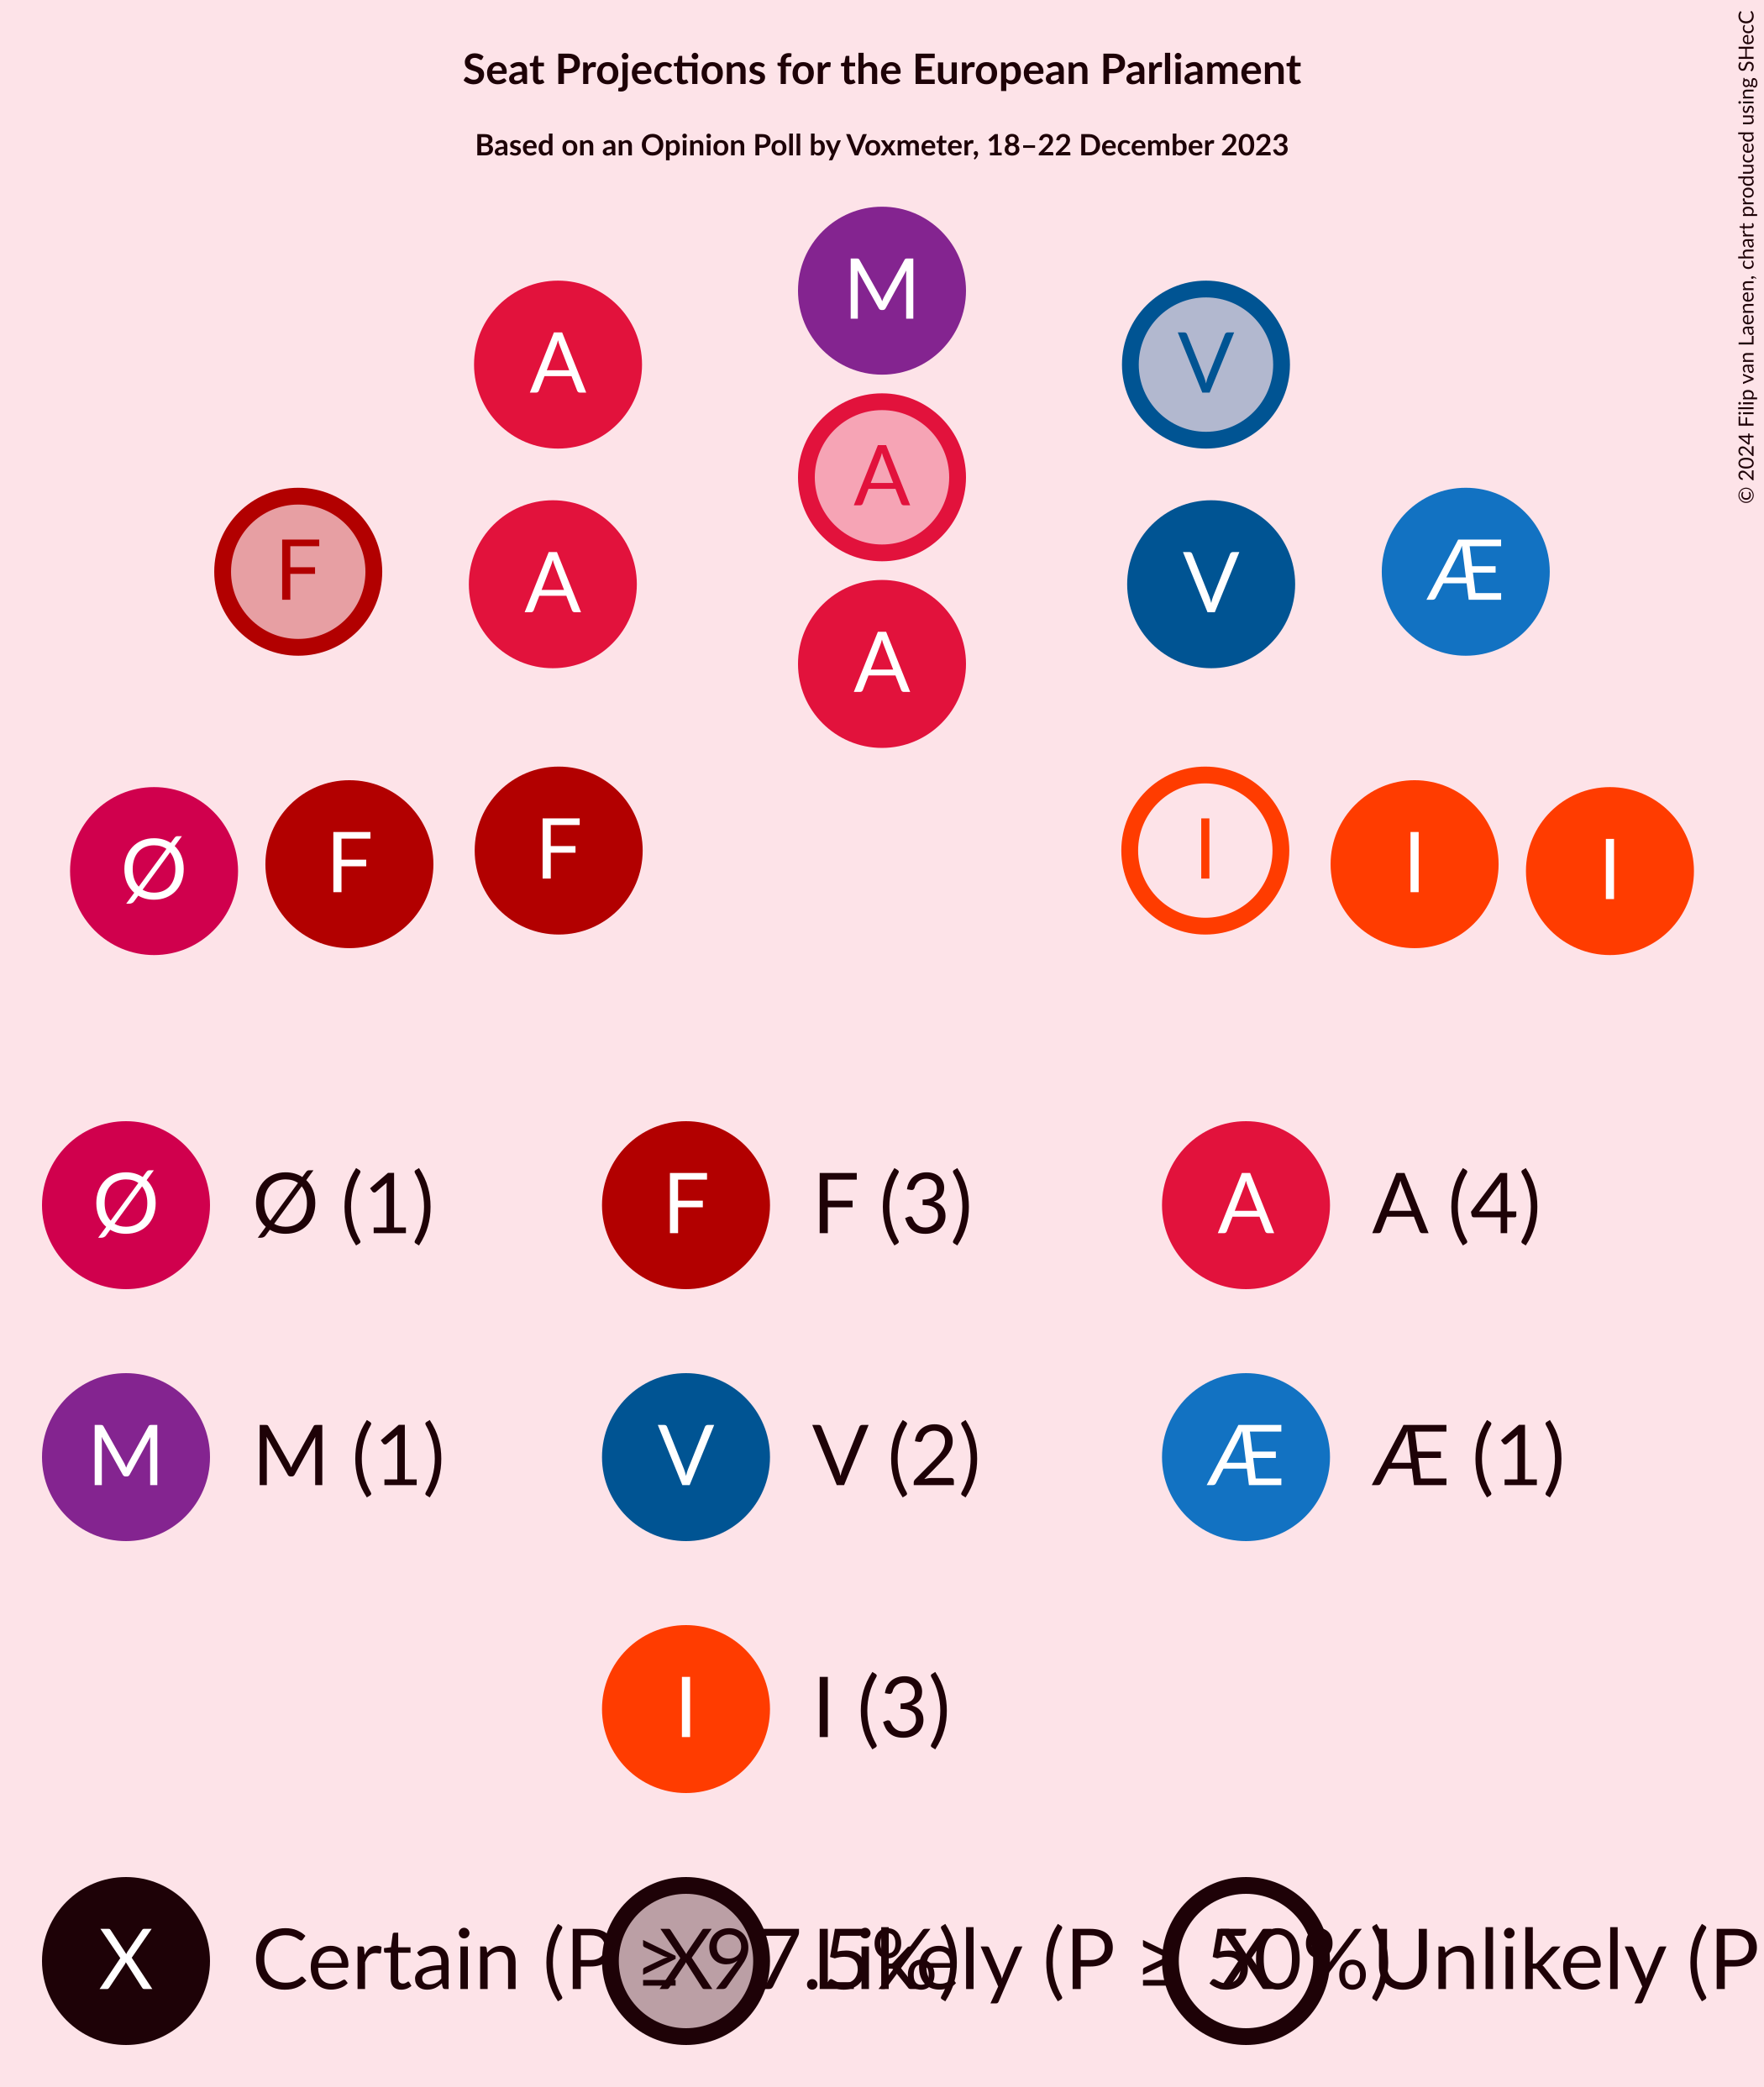 Seat Projections for the European Parliament
Based on an Opinion Poll by Voxmeter, 18–22 December 2023
© 2024 Filip van Laenen, chart produced using SHecC
M
A
V
A
F
A
V
Æ
A
Ø
F
F
I
I
I
Ø Ø (1)
F F (3)
A A (4)
M M (1)
V V (2)
Æ Æ (1)
I I (3)
X Certain (P ≥ 97.5%)
X Likely (P ≥ 50%)
X Unlikely (P